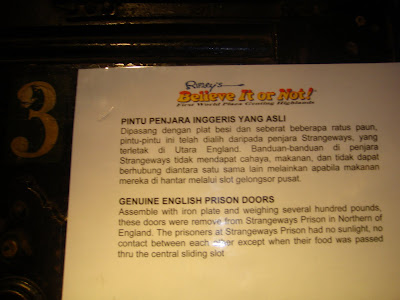 3
Ripley's
Believe It or Not!
First World Plaza Genting Highlands
PINTU PENJARA INGGERIS YANG ASLI
Dipasang dengan plat besi dan seberat beberapa ratus paun,
pintu-pintu ini telah dialih daripada penjara Strangeways, yang
terletak di Utara England. Banduan-banduan di penjara
Strangeways tidak mendapat cahaya, makanan, dan tidak dapat
berhubung diantara satu sama lain melainkan apabila makanan
mereka di hantar melalui slot gelongsor pusat.
GENUINE ENGLISH PRISON DOORS
Assemble with iron plate and weighing several hundred pounds,
these doors were remove from Strangeways Prison in Northern of
England. The prisoners at Strangeways Prison had no sunlight, no
contact between each other except when their food was passed
thru the central sliding slot